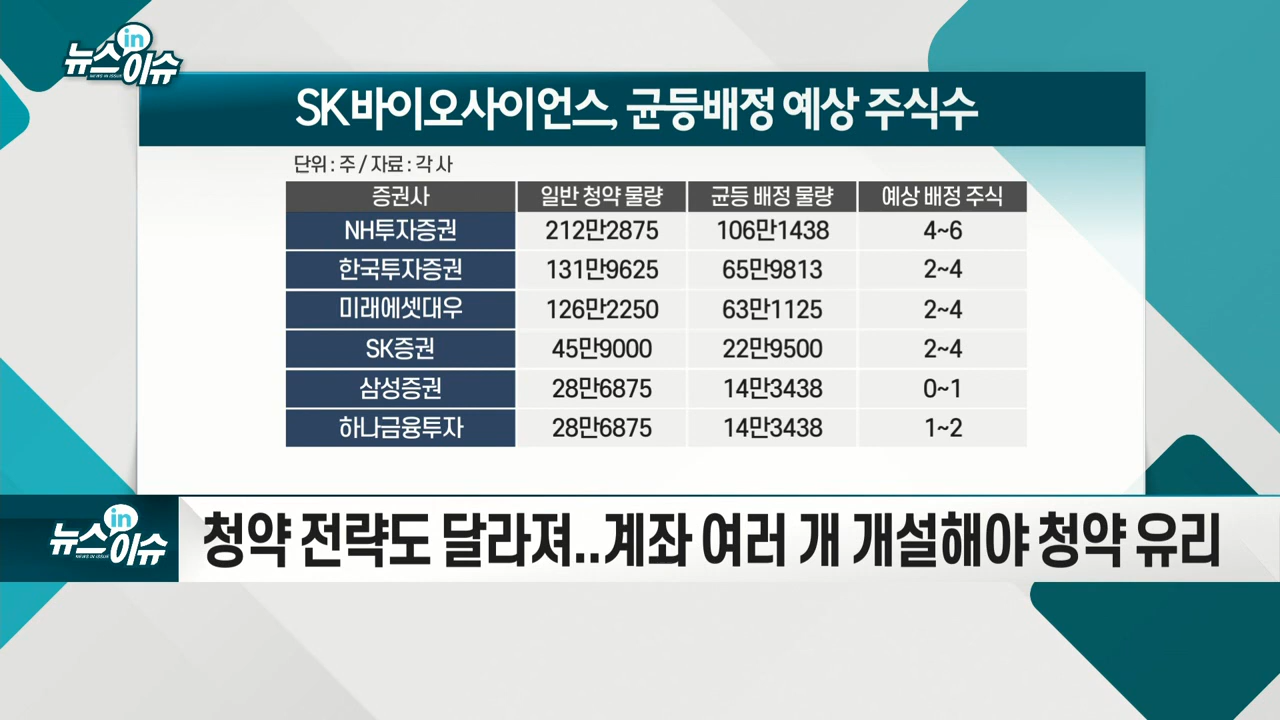 뉴스in이슈
NEWS IN ISSUE
SK바이오사이언스, 균등배정 예상 주식수
단위 : 주 / 자료 : 각 사
증권사 일반 청약 물량 균등 배정 물량 예상 배정 주식
NH투자증권 212만2875 106만1438 4~6
한국투자증권 131만9625 65만9813 2~4
미래에셋대우 126만2250 63만1125 2~4
SK증권 45만9000 22만9500 2~4
삼성증권 28만6875 14만3438 0~1
하나금융투자 28만6875 14만3438 1~2
뉴스in이슈
NEWS IN ISSUE
청약 전략도 달라져..계좌 여러 개 개설해야 청약 유리